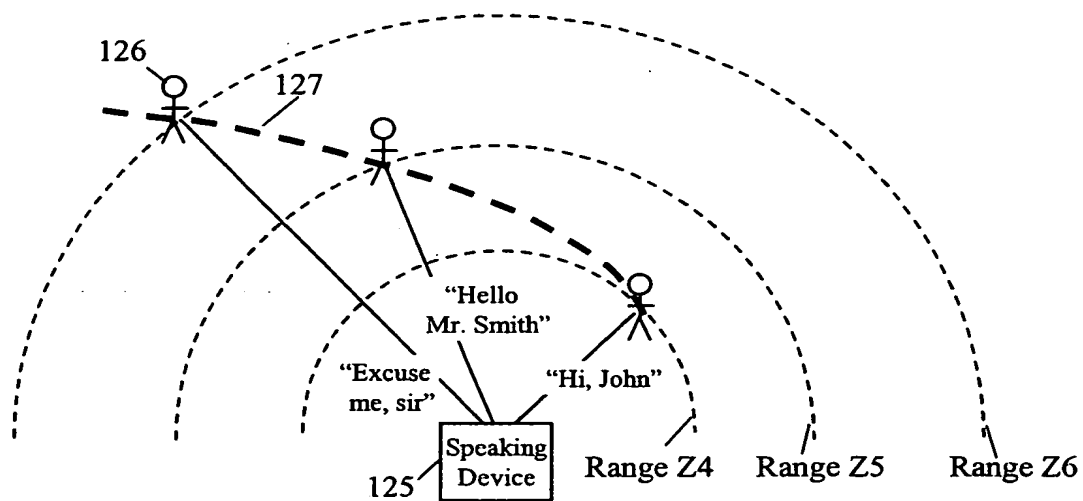 126
127
“Hello
Mr. Smith”
“Excuse
me, sir”
“Hi, John”
Speaking
Device
125
Range Z4
Range Z5
Range Z6